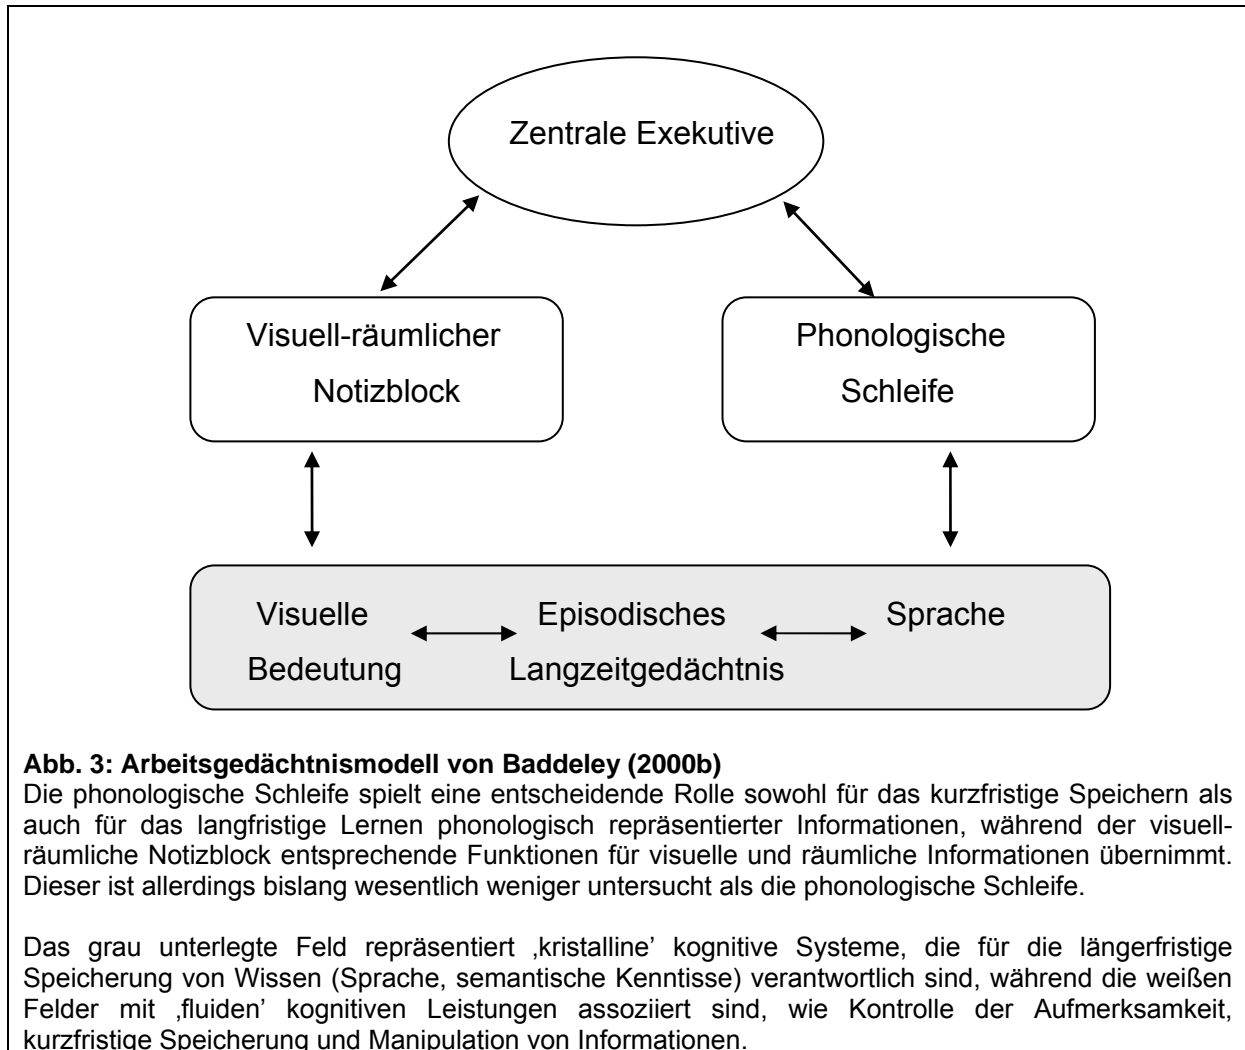 Zentrale Exekutive
Visuell-räumlicher
Notizblock
Phonologische
Schleife
Visuelle
Bedeutung
Episodisches
Langzeitgedächtnis
Sprache
Abb. 3: Arbeitsgedächtnismodell von Baddeley (2000b)
Die phonologische Schleife spielt eine entscheidende Rolle sowohl für das kurzfristige Speichern als
auch für das langfristige Lernen phonologisch repräsentierter Informationen, während der visuell-
räumliche Notizblock entsprechende Funktionen für visuelle und räumliche Informationen übernimmt.
Dieser ist allerdings bislang wesentlich weniger untersucht als die phonologische Schleife.
Das grau unterlegte Feld repräsentiert ‚kristalline’ kognitive Systeme, die für die längerfristige
Speicherung von Wissen (Sprache, semantische Kenntisse) verantwortlich sind, während die weißen
Felder mit ‚fluiden’ kognitiven Leistungen assoziiert sind, wie Kontrolle der Aufmerksamkeit,
kurzfristige Speicherung und Manipulation von Informationen.